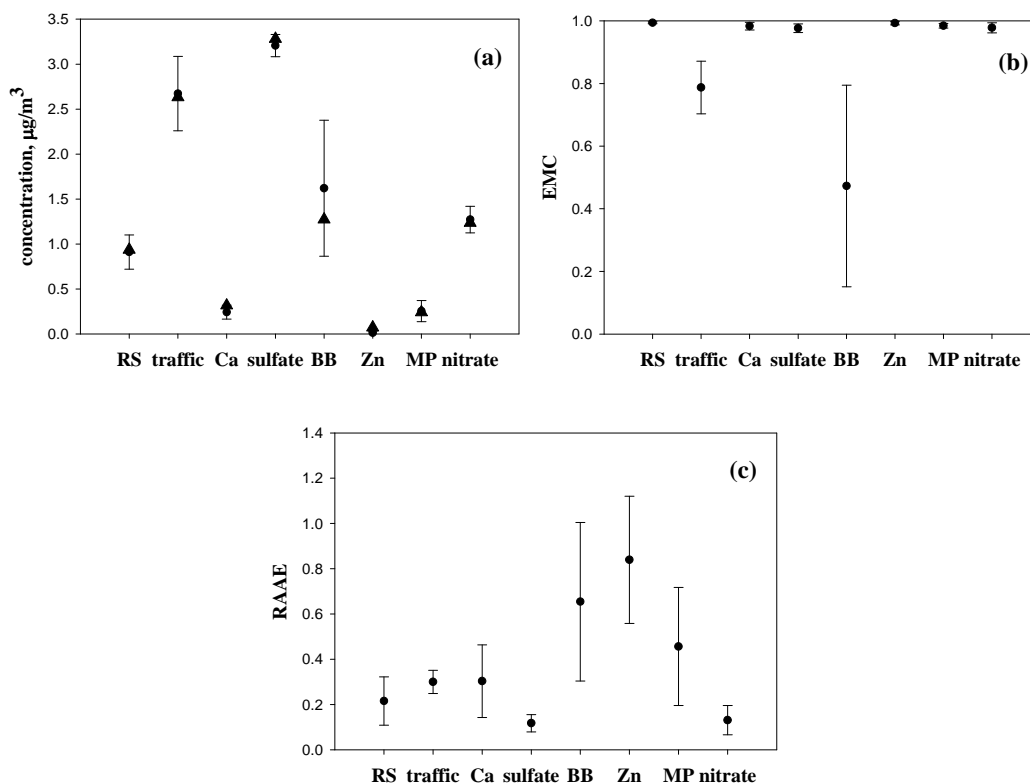 (a)
concentration, µg/m³
3.5
3.0
2.5
2.0
1.5
1.0
0.5
0.0
RS traffic Ca sulfate BB Zn MP nitrate
(b)
EMC
1.0
0.8
0.6
0.4
0.2
0.0
RS traffic Ca sulfate BB Zn MP nitrate
(c)
RAAE
1.4
1.2
1.0
0.8
0.6
0.4
0.2
0.0
RS traffic Ca sulfate BB Zn MP nitrate